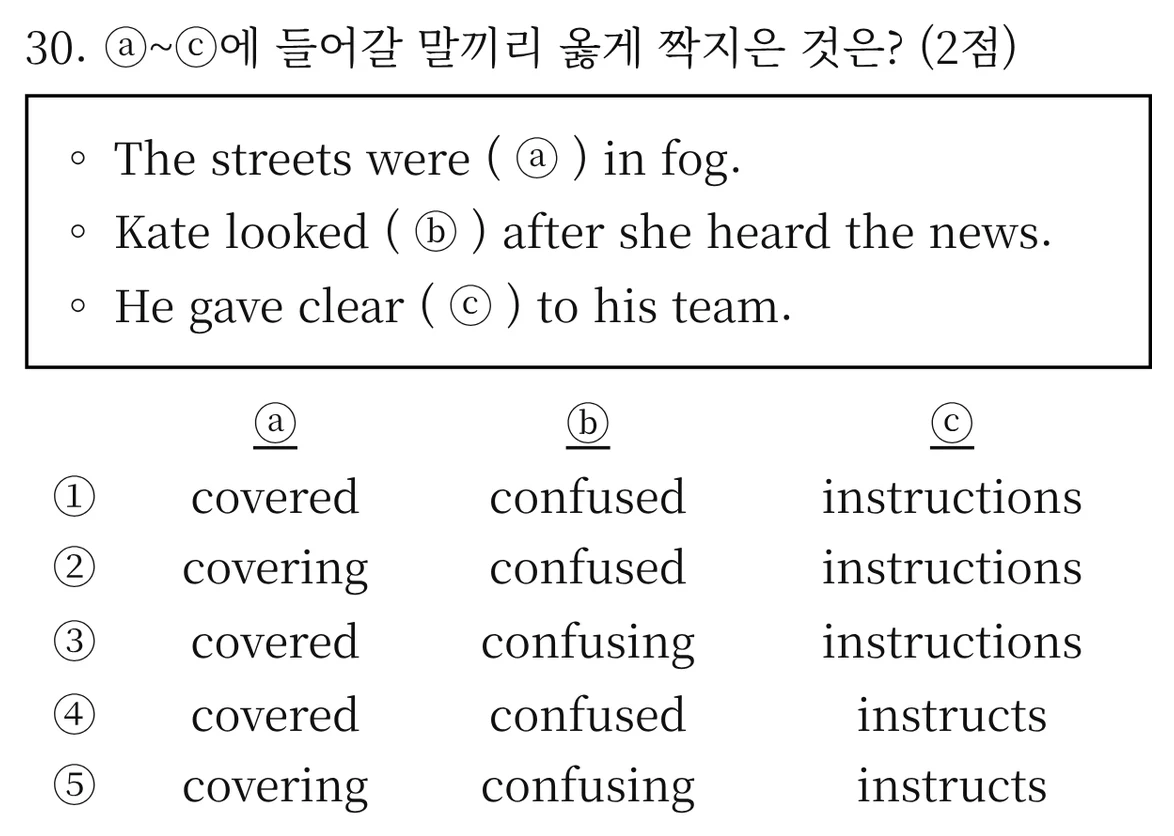 30. ⓐ~ⓒ에 들어갈 말끼리 옳게 짝지은 것은? (2점)
◦ The streets were ( ⓐ ) in fog.
◦ Kate looked ( ⓑ ) after she heard the news.
◦ He gave clear ( ⓒ ) to his team.
ⓐ ⓑ ⓒ
① covered confused instructions
② covering confused instructions
③ covered confusing instructions
④ covered confused instructs
⑤ covering confusing instructs